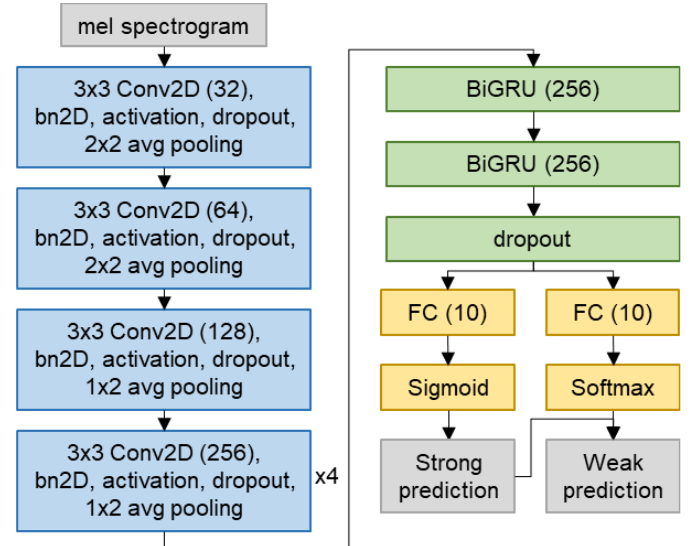 mel spectrogram
3x3 Conv2D (32),
bn2D, activation, dropout,
2x2 avg pooling
3x3 Conv2D (64),
bn2D, activation, dropout,
2x2 avg pooling
3x3 Conv2D (128),
bn2D, activation, dropout,
1x2 avg pooling
3x3 Conv2D (256),
bn2D, activation, dropout,
1x2 avg pooling
x4
BiGRU (256)
BiGRU (256)
dropout
FC (10)
FC (10)
Sigmoid
Softmax
Strong
prediction
Weak
prediction